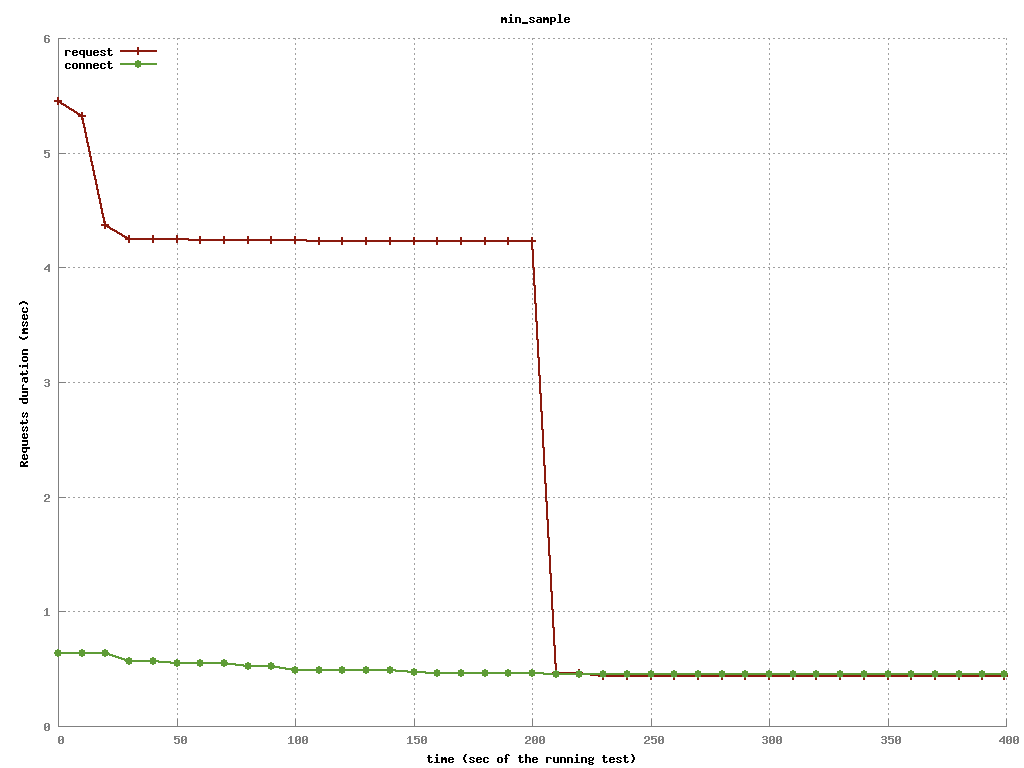 min_sample
6
request
connect
5
4
3
2
1
0
Requests duration (msec)
0 50 100 150 200 250 300 350 400
time (sec of the running test)